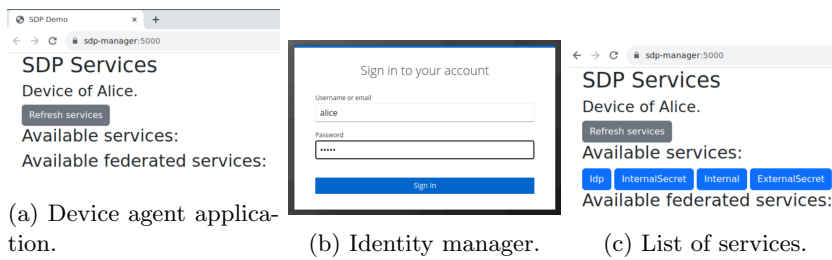 SDP Demo
sdp-manager:5000
SDP Services
Device of Alice.
Refresh services
Available services:
Available federated services:
(a) Device agent applica-
tion.
Sign in to your account
Username or email
alice
Password
•••••
Sign In
(b) Identity manager.
sdp-manager:5000
SDP Services
Device of Alice.
Refresh services
Available services:
Idp InternalSecret Internal ExternalSecret
Available federated services:
(c) List of services.